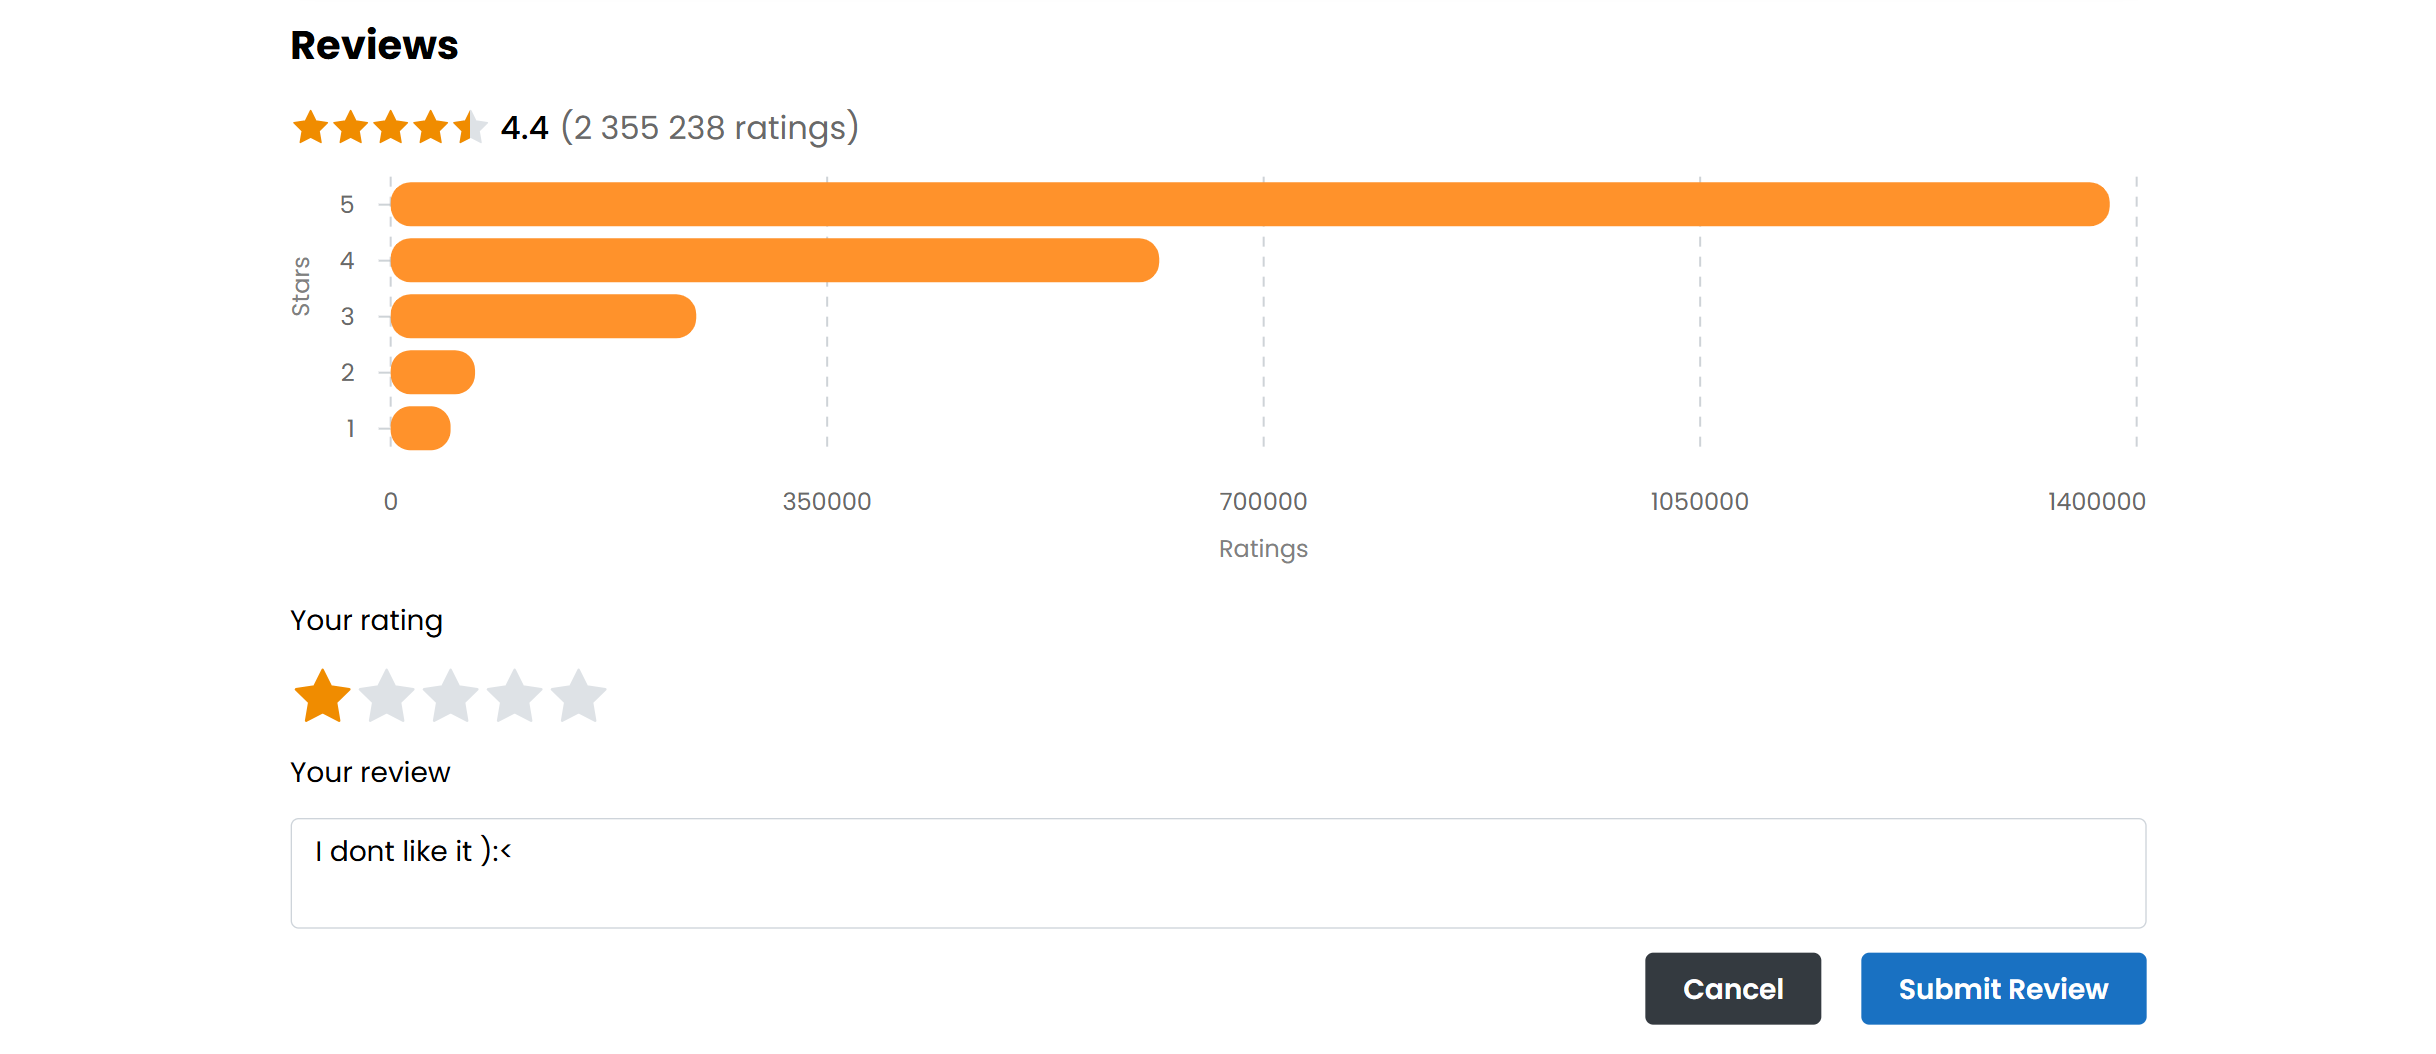 Reviews
4.4 (2 355 238 ratings)
Stars
5
4
3
2
1
0 350000 700000 1050000 1400000
Ratings
Your rating
Your review
I dont like it ):<
Cancel Submit Review